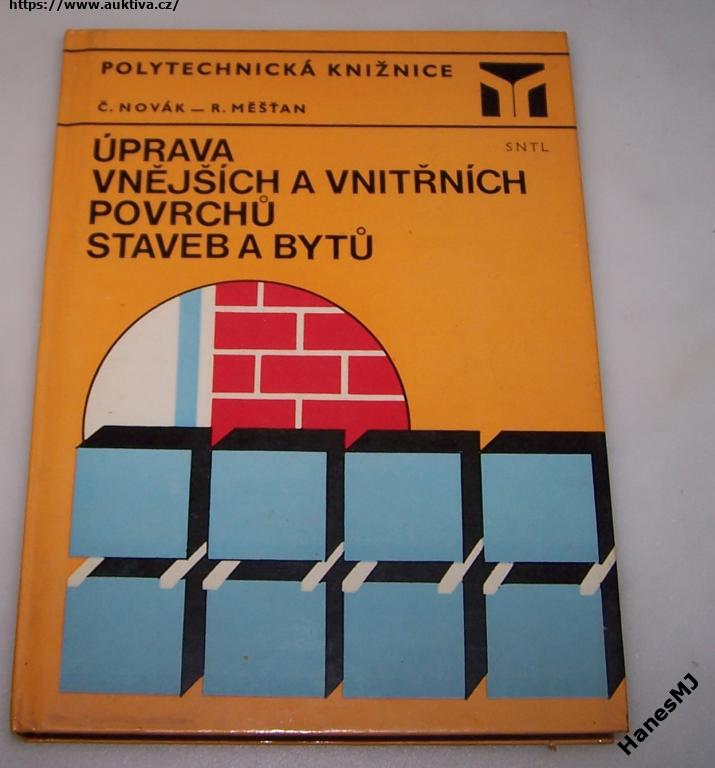 https://www.auktiva.cz/
POLYTECHNICKÁ KNIŽNICE
Č. NOVÁK — R. MĚŠŤAN
SNTL
ÚPRAVA
VNĚJŠÍCH A VNITŘNÍCH
POVRCHŮ
STAVEB A BYTŮ
HanesMJ